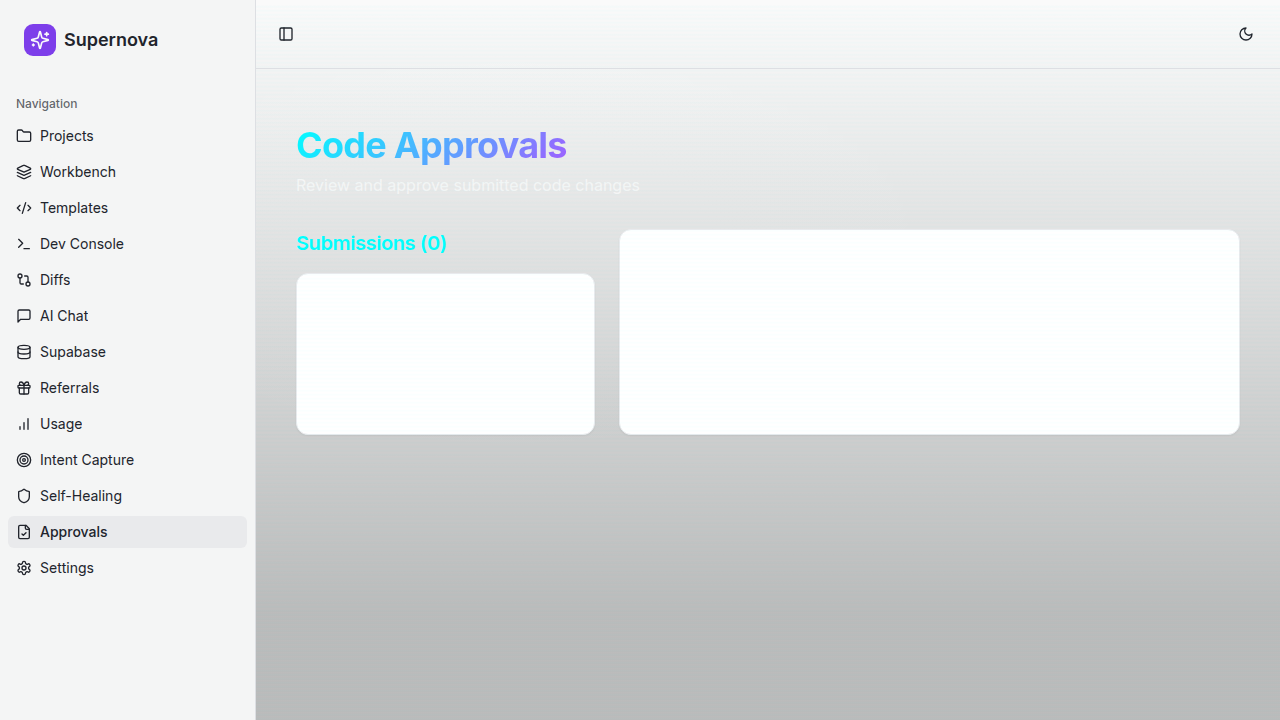 Supernova
Navigation
Projects
Workbench
Templates
Dev Console
Diffs
AI Chat
Supabase
Referrals
Usage
Intent Capture
Self-Healing
Approvals
Settings
Code Approvals
Review and approve submitted code changes
Submissions (0)